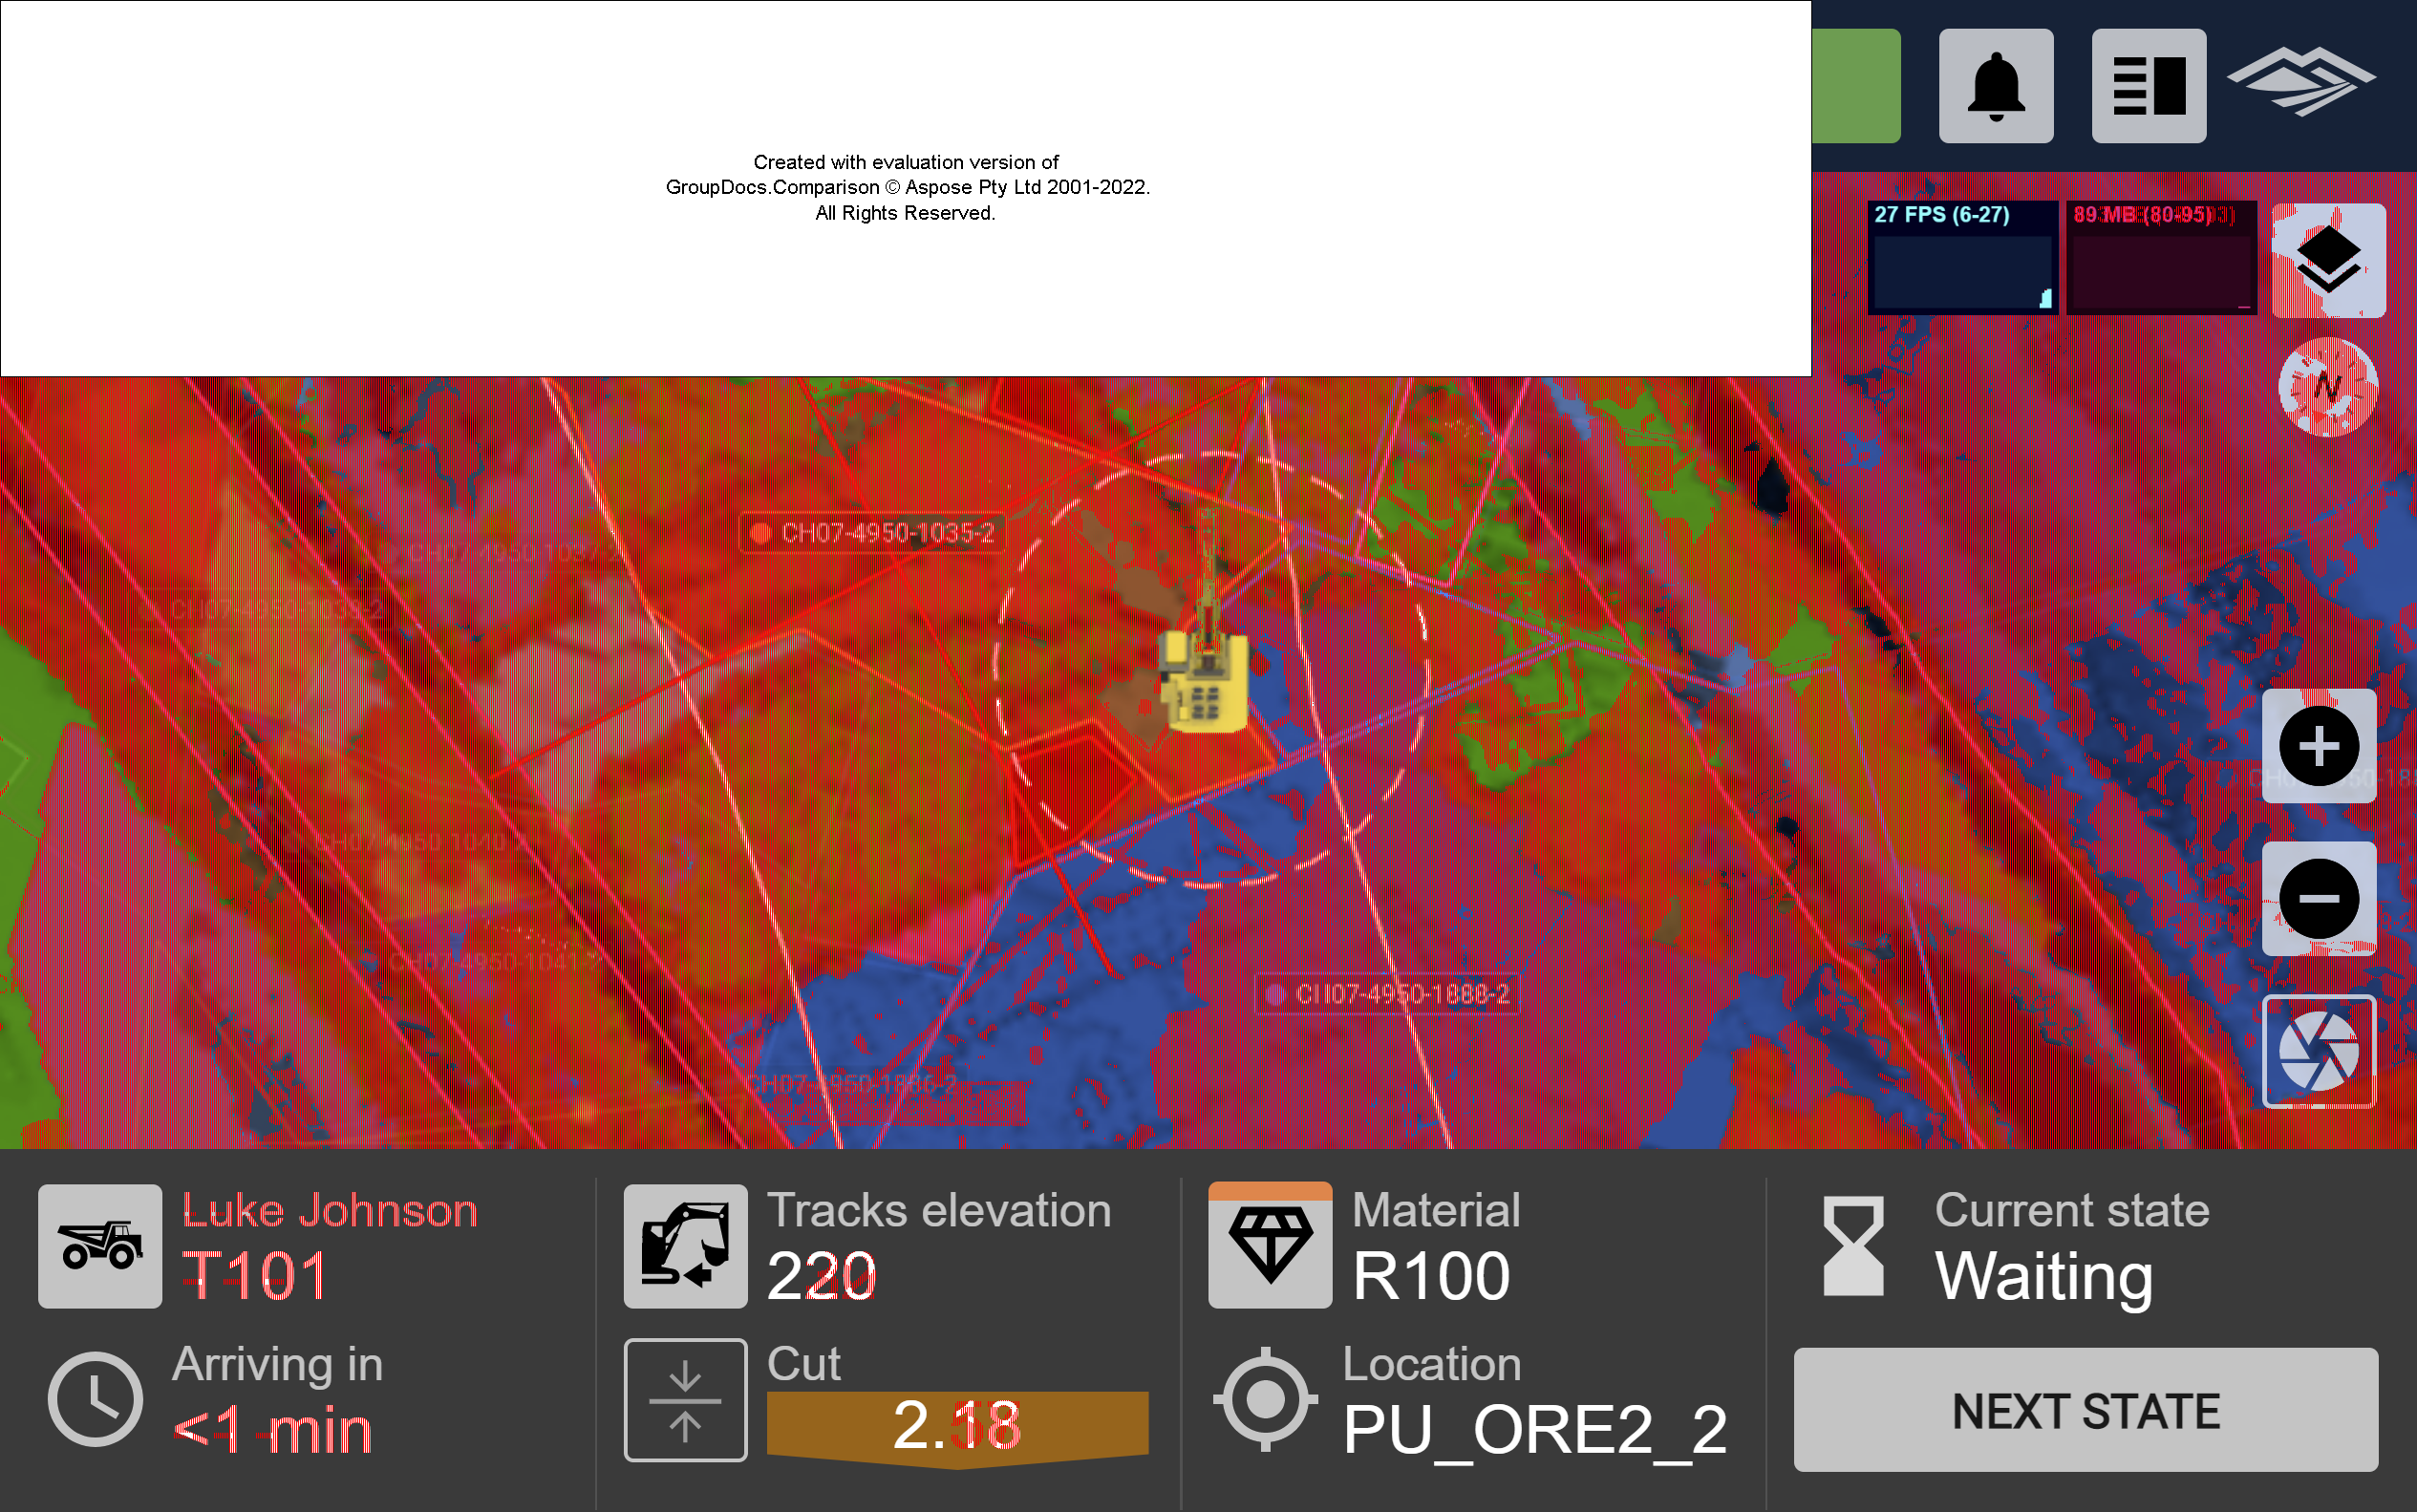 Created with evaluation version of
GroupDocs.Comparison © Aspose Pty Ltd 2001-2022.
All Rights Reserved.
27 FPS (6-27)
89 MB (80-95)
N
CH07-4950-1035-2
CH07-4950-1037-2
CH07-4950-1039-2
CH07-4950-1040-2
CH07-4950-1041-2
CH07-4950-1888-2
CH07-4950-1886-2
Luke Johnson
T101
Arriving in
<1 min
Tracks elevation
220
Cut
Material
R100
Location
PU_ORE2_2
Current state
Waiting
NEXT STATE